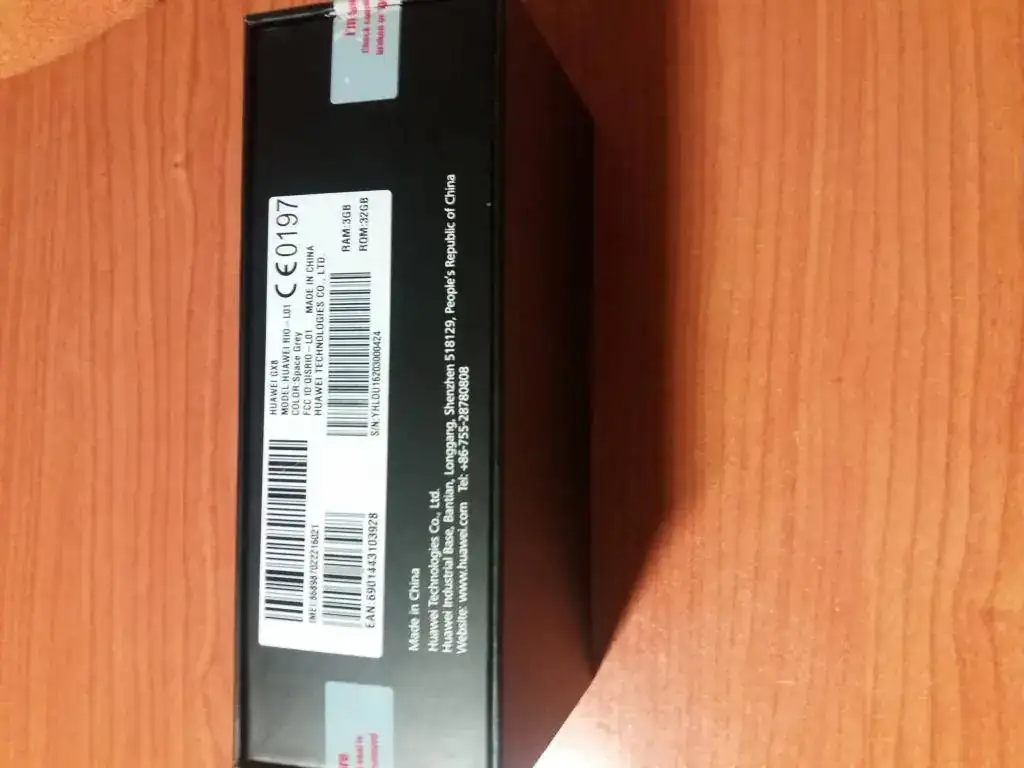 HUAWEI GX8
MODEL:HUAWEI RIO-L01
COLOR:Space Grey
FCC ID:QISRIO-L01 MADE IN CHINA
HUAWEI TECHNOLOGIES CO., LTD.
CE0197
IMEI:868987022216021
RAM:3GB
ROM:32GB
EAN:6901443103928
S/N:YHLDU16203000424
Made in China
Huawei Technologies Co., Ltd.
Huawei Industrial Base, Bantian, Longgang, Shenzhen 518129, People's Republic of China
Website: www.huawei.com Tel: +86-755-28780808